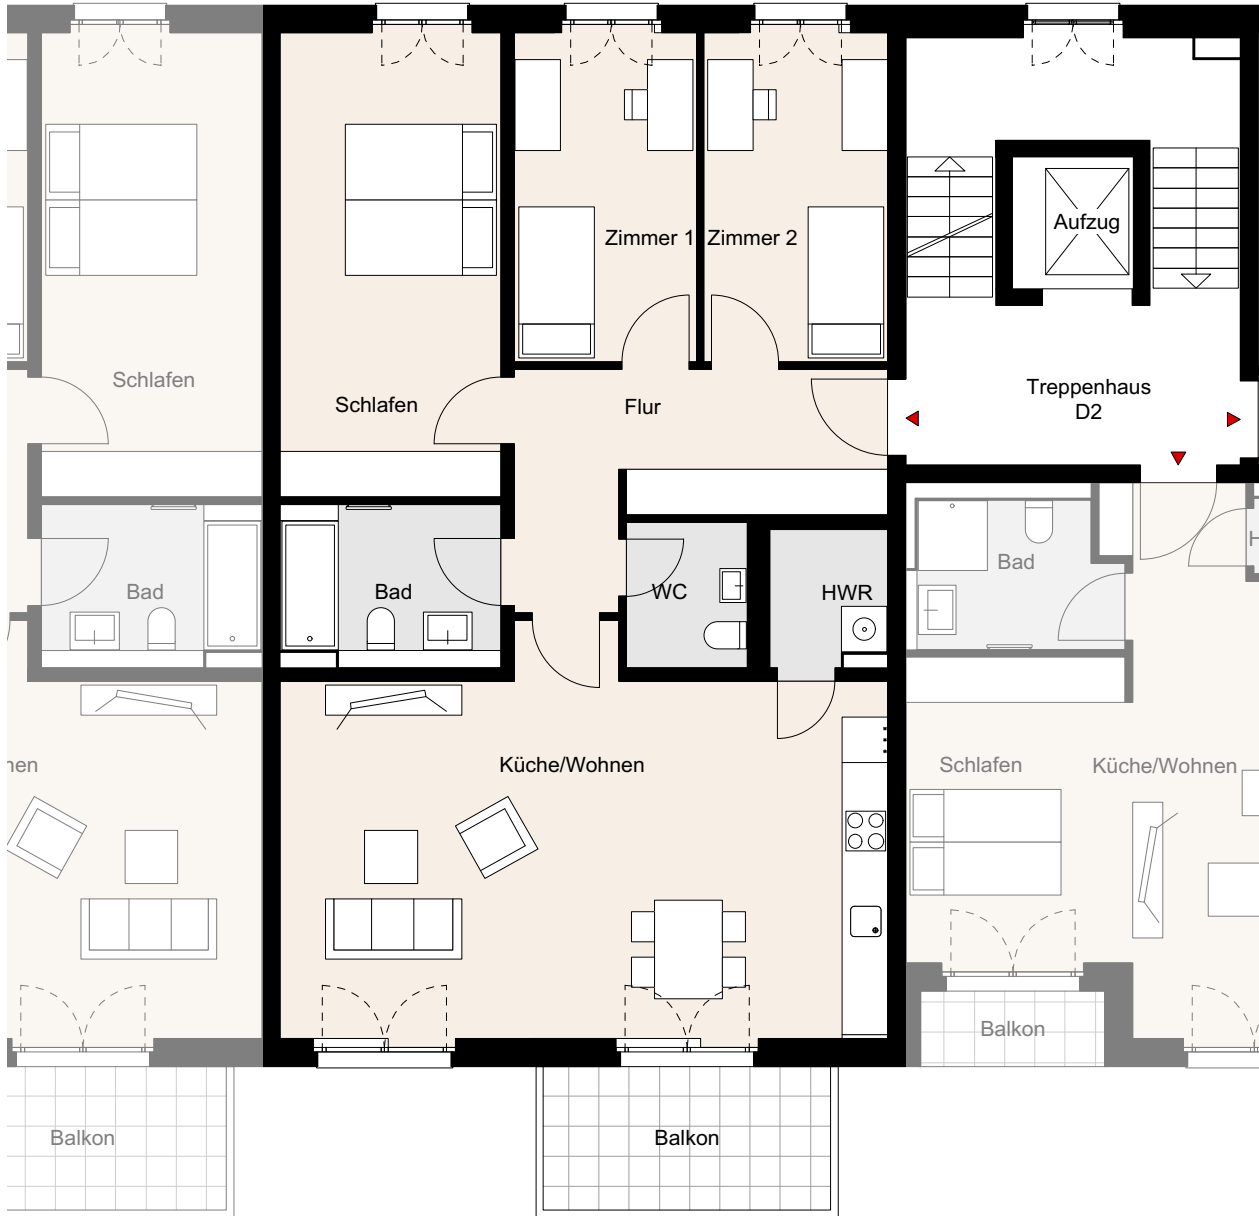 Zimmer 1
Zimmer 2
Aufzug
Schlafen
Schlafen
Flur
Treppenhaus
D2
Bad
Bad
WC
HWR
Bad
H
nen
Küche/Wohnen
Schlafen
Küche/Wohnen
Balkon
Balkon
Balkon